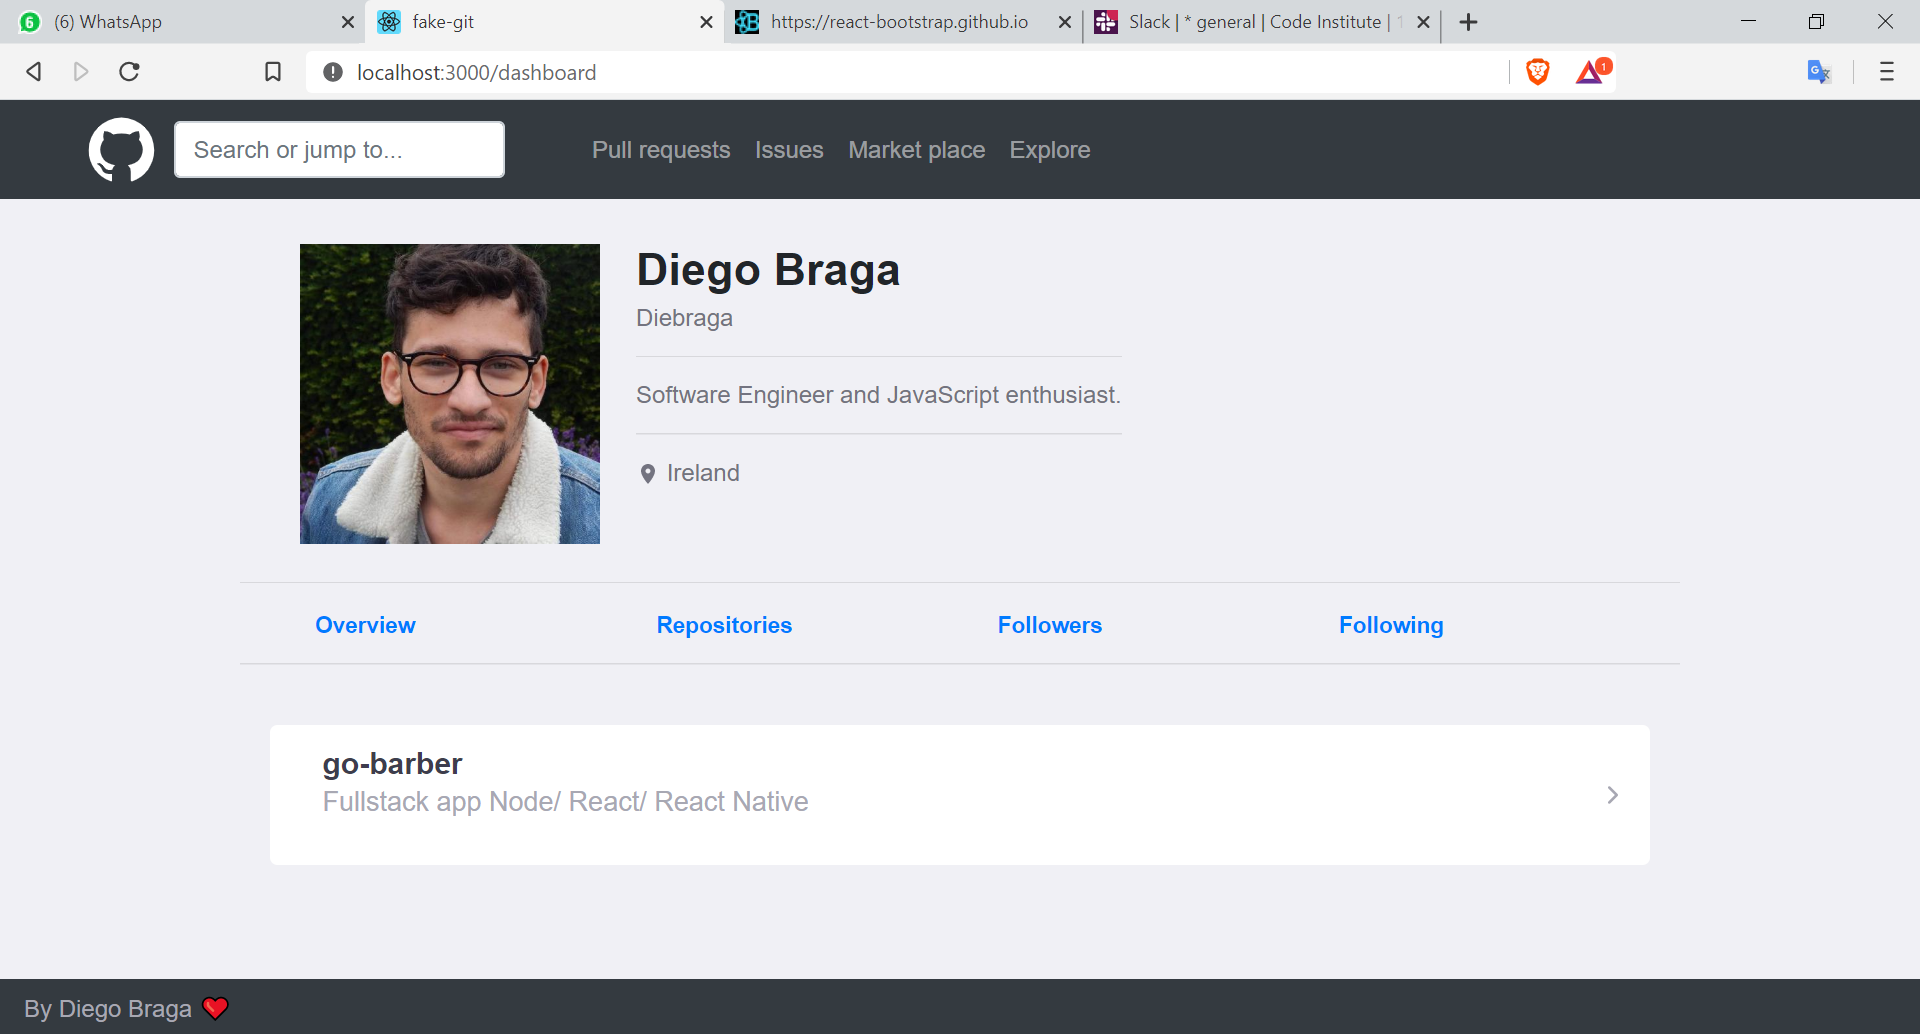 6 (6) WhatsApp
fake-git
https://react-bootstrap.github.io
Slack | * general | Code Institute |
localhost:3000/dashboard
1
Search or jump to...
Pull requests
Issues
Market place
Explore
Diego Braga
Diebraga
Software Engineer and JavaScript enthusiast.
Ireland
Overview
Repositories
Followers
Following
go-barber
Fullstack app Node/ React/ React Native
By Diego Braga ❤️